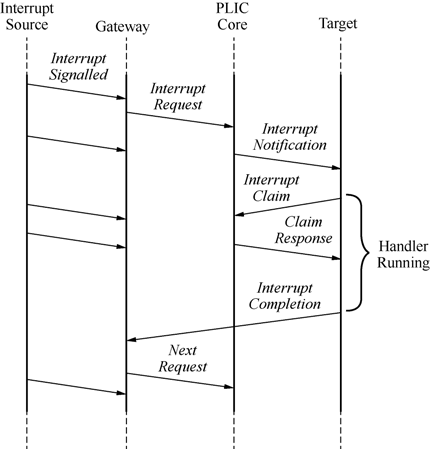 Interrupt
Source
Gateway
PLIC
Core
Target
Interrupt
Signalled
Interrupt
Request
Interrupt
Notification
Interrupt
Claim
Claim
Response
Handler
Running
Interrupt
Completion
Next
Request